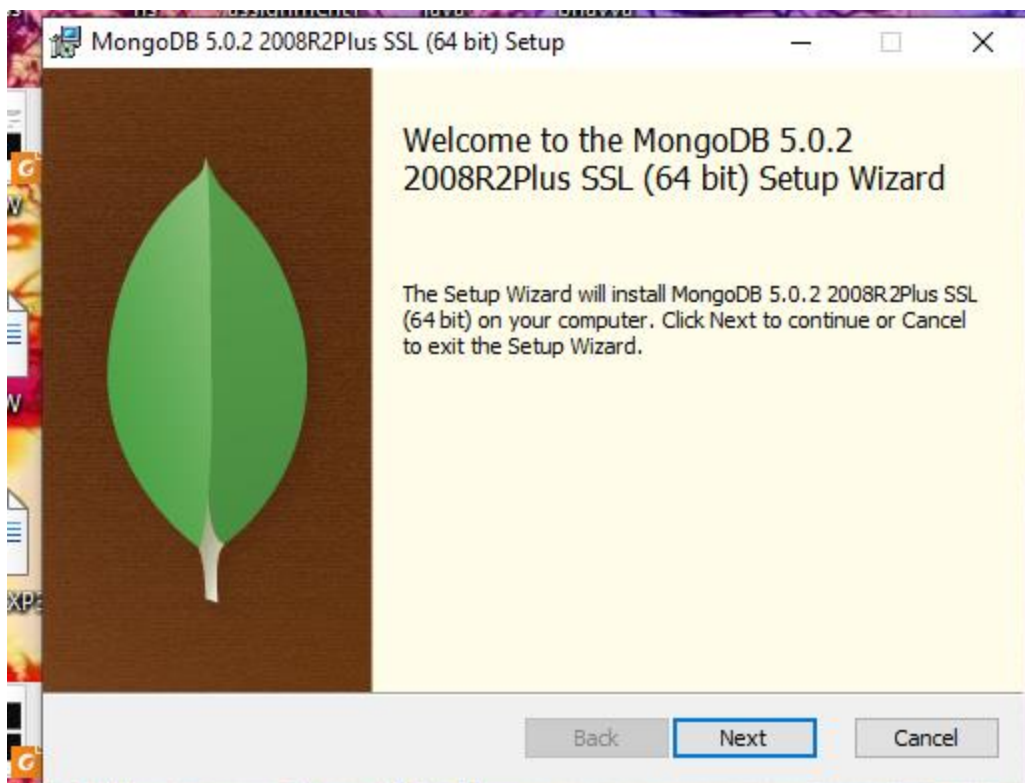 MongoDB 5.0.2 2008R2Plus SSL (64 bit) Setup
Welcome to the MongoDB 5.0.2
2008R2Plus SSL (64 bit) Setup Wizard
The Setup Wizard will install MongoDB 5.0.2 2008R2Plus SSL
(64 bit) on your computer. Click Next to continue or Cancel
to exit the Setup Wizard.
Back Next Cancel